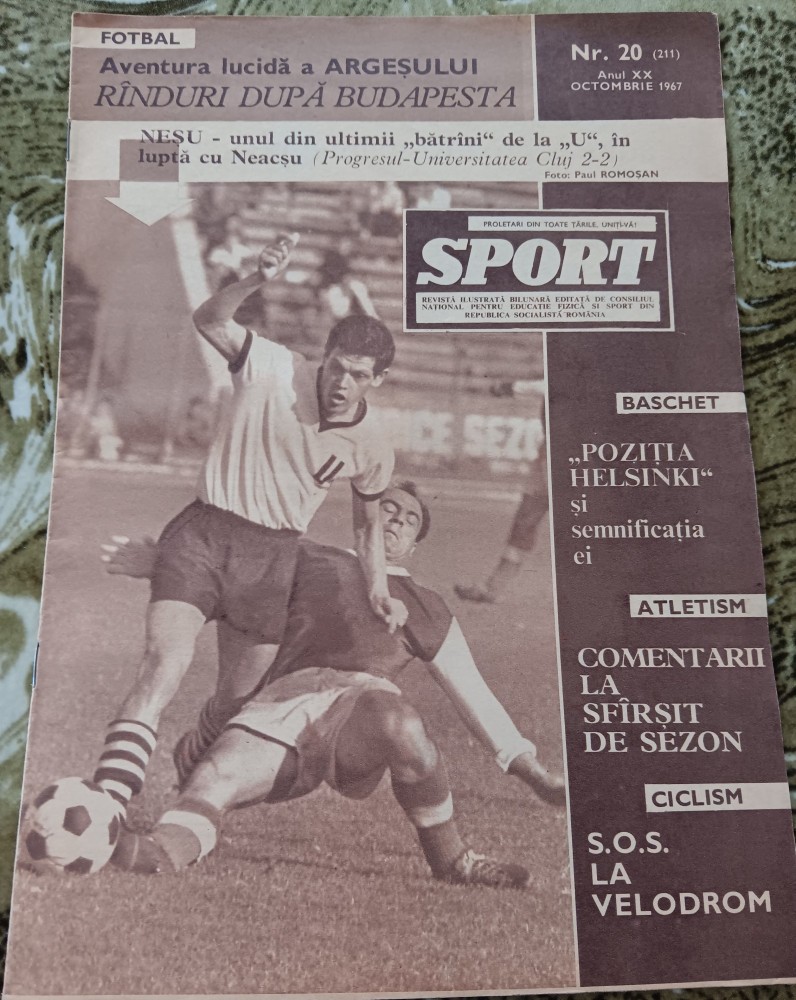 FOTBAL
Aventura lucidă a ARGEȘULUI
RÎNDURI DUPĂ BUDAPESTA
Nr. 20 (211)
Anul XX
OCTOMBRIE 1967
NEȘU - unul din ultimii „bătrîni“ de la „U“, în
luptă cu Neacșu (Progresul-Universitatea Cluj 2-2)
Foto: Paul ROMOȘAN
PROLETARI DIN TOATE ȚĂRILE, UNIȚI-VĂ!
SPORT
REVISTĂ ILUSTRATĂ BILUNARĂ EDITATĂ DE CONSILIUL
NAȚIONAL PENTRU EDUCAȚIE FIZICĂ ȘI SPORT DIN
REPUBLICA SOCIALISTĂ ROMÂNIA
BASCHET
„POZIȚIA
HELSINKI“
și
semnificația
ei
ATLETISM
COMENTARII
LA
SFÎRȘIT
DE SEZON
CICLISM
S.O.S.
LA
VELODROM